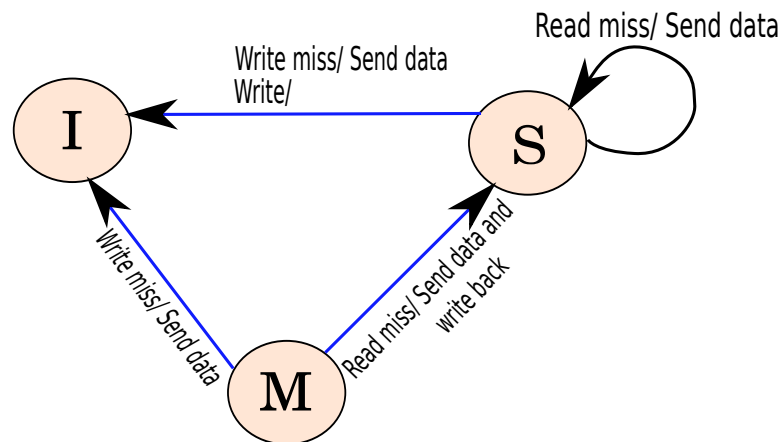 Read miss/ Send data
Write miss/ Send data
Write/
I
S
Write miss/ Send data
Read miss/ Send data and
write back
M